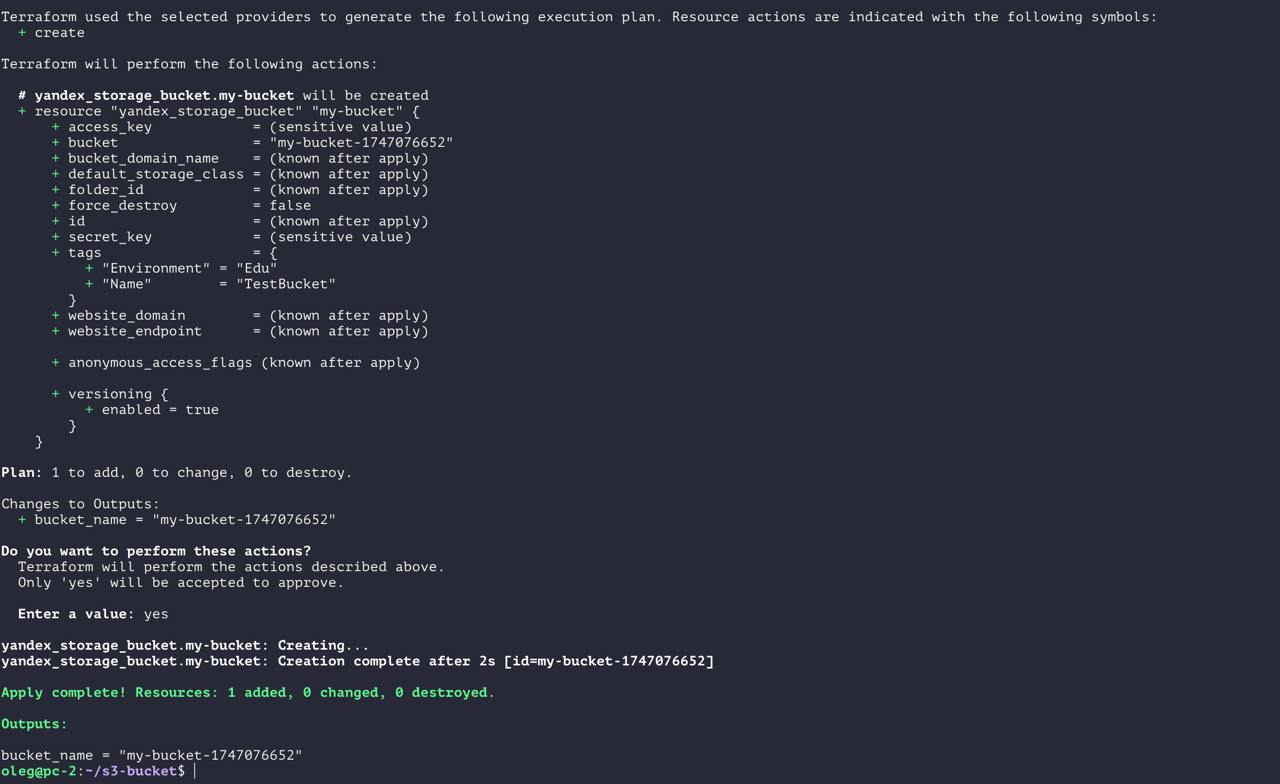 Terraform used the selected providers to generate the following execution plan. Resource actions are indicated with the following symbols:
  + create

Terraform will perform the following actions:

  # yandex_storage_bucket.my-bucket will be created
  + resource "yandex_storage_bucket" "my-bucket" {
      + access_key            = (sensitive value)
      + bucket                = "my-bucket-1747076652"
      + bucket_domain_name    = (known after apply)
      + default_storage_class = (known after apply)
      + folder_id             = (known after apply)
      + force_destroy         = false
      + id                    = (known after apply)
      + secret_key            = (sensitive value)
      + tags                  = {
          + "Environment" = "Edu"
          + "Name"        = "TestBucket"
        }
      + website_domain        = (known after apply)
      + website_endpoint      = (known after apply)

      + anonymous_access_flags (known after apply)

      + versioning {
          + enabled = true
        }
    }

Plan: 1 to add, 0 to change, 0 to destroy.

Changes to Outputs:
  + bucket_name = "my-bucket-1747076652"

Do you want to perform these actions?
  Terraform will perform the actions described above.
  Only 'yes' will be accepted to approve.

  Enter a value: yes

yandex_storage_bucket.my-bucket: Creating...
yandex_storage_bucket.my-bucket: Creation complete after 2s [id=my-bucket-1747076652]

Apply complete! Resources: 1 added, 0 changed, 0 destroyed.

Outputs:

bucket_name = "my-bucket-1747076652"
oleg@pc-2:~/s3-bucket$